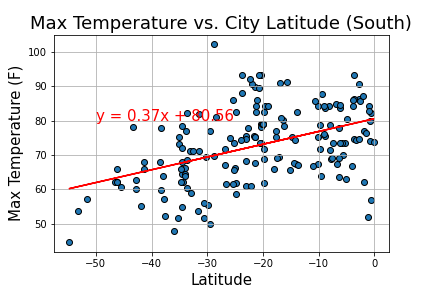 Max Temperature vs. City Latitude (South)
Max Temperature (F)
100
90
80
70
60
50
y = 0.37x + 80.56
−50 −40 −30 −20 −10 0
Latitude